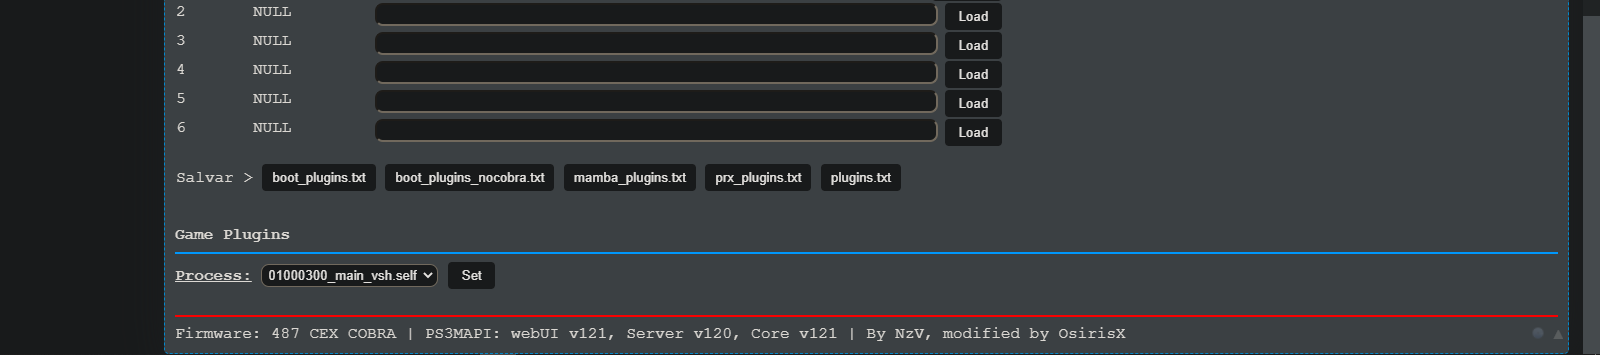 2 NULL Load
3 NULL Load
4 NULL Load
5 NULL Load
6 NULL Load
Salvar > boot_plugins.txt boot_plugins_nocobra.txt mamba_plugins.txt prx_plugins.txt plugins.txt
Game Plugins
Process: 01000300_main_vsh.self Set
Firmware: 487 CEX COBRA | PS3MAPI: webUI v121, Server v120, Core v121 | By NzV, modified by OsirisX